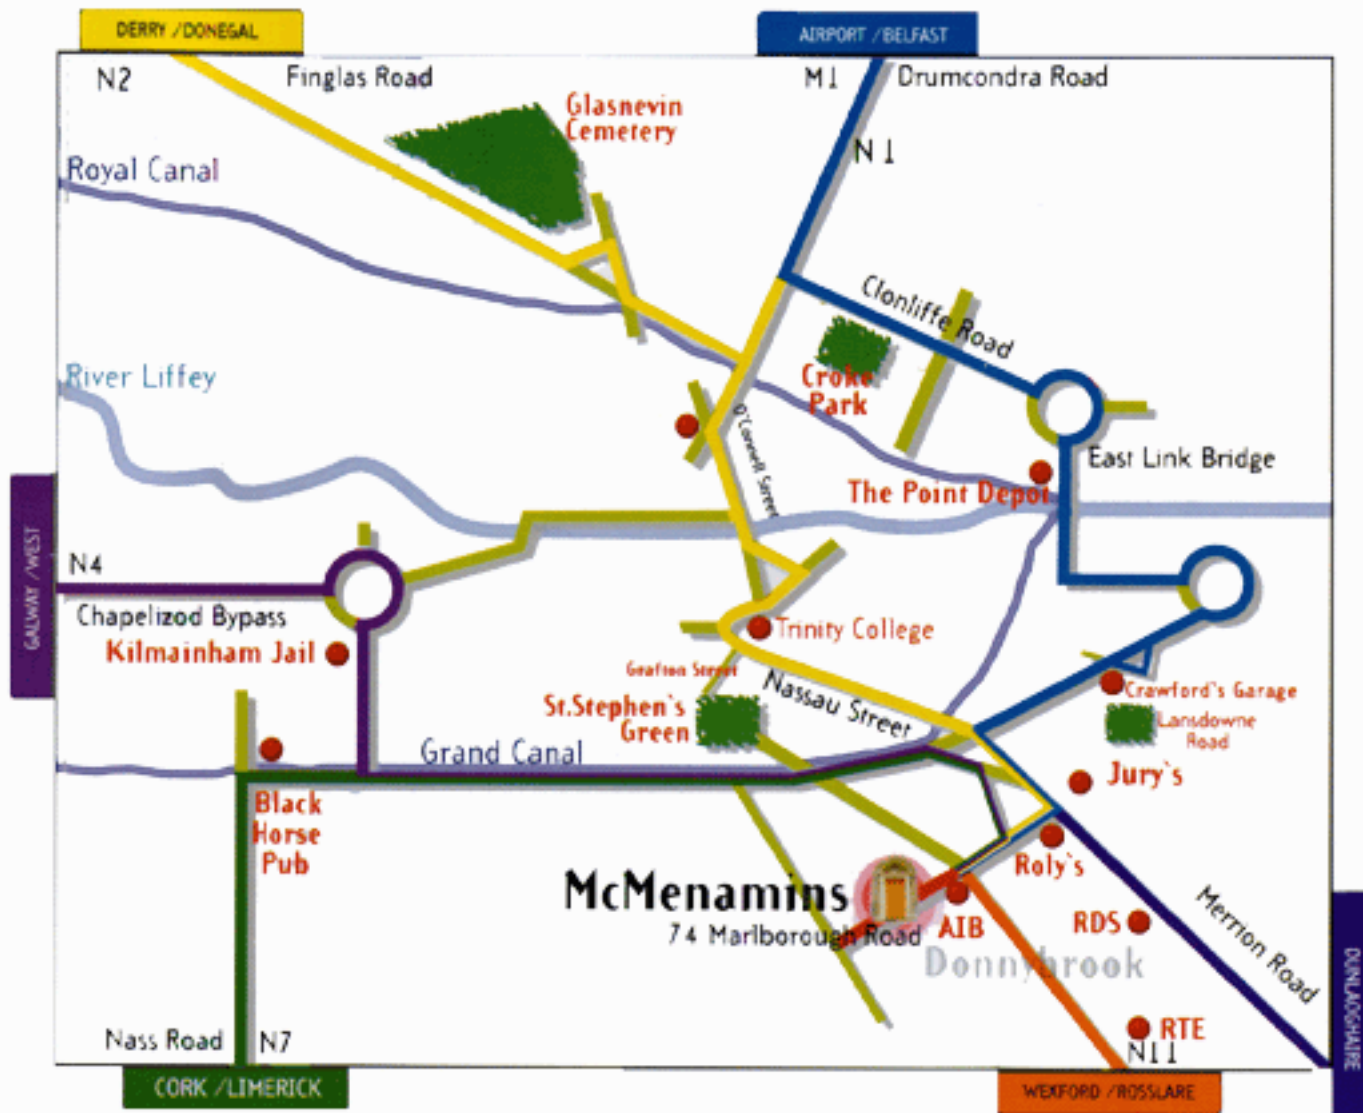 DERRY /DONEGAL
AIRPORT /BELFAST
N2
Finglas Road
M1
Drumcondra Road
Glasnevin
Cemetery
N 1
Royal Canal
Clonliffe Road
River Liffey
Croke
Park
O'Connell Street
East Link Bridge
The Point Depot
GALWAY /WEST
N4
Chapelizod Bypass
Kilmainham Jail
Trinity College
Grafton Street
Nassau Street
St.Stephen's
Green
Crawford's Garage
Lansdowne
Road
Grand Canal
Jury's
Black
Horse
Pub
Roly's
McMenamins
74 Marlborough Road
AIB
RDS
Merrion Road
Donnybrook
DUNLAOGHAIRE
Nass Road
N7
RTE
N11
CORK /LIMERICK
WEXFORD /ROSSLARE